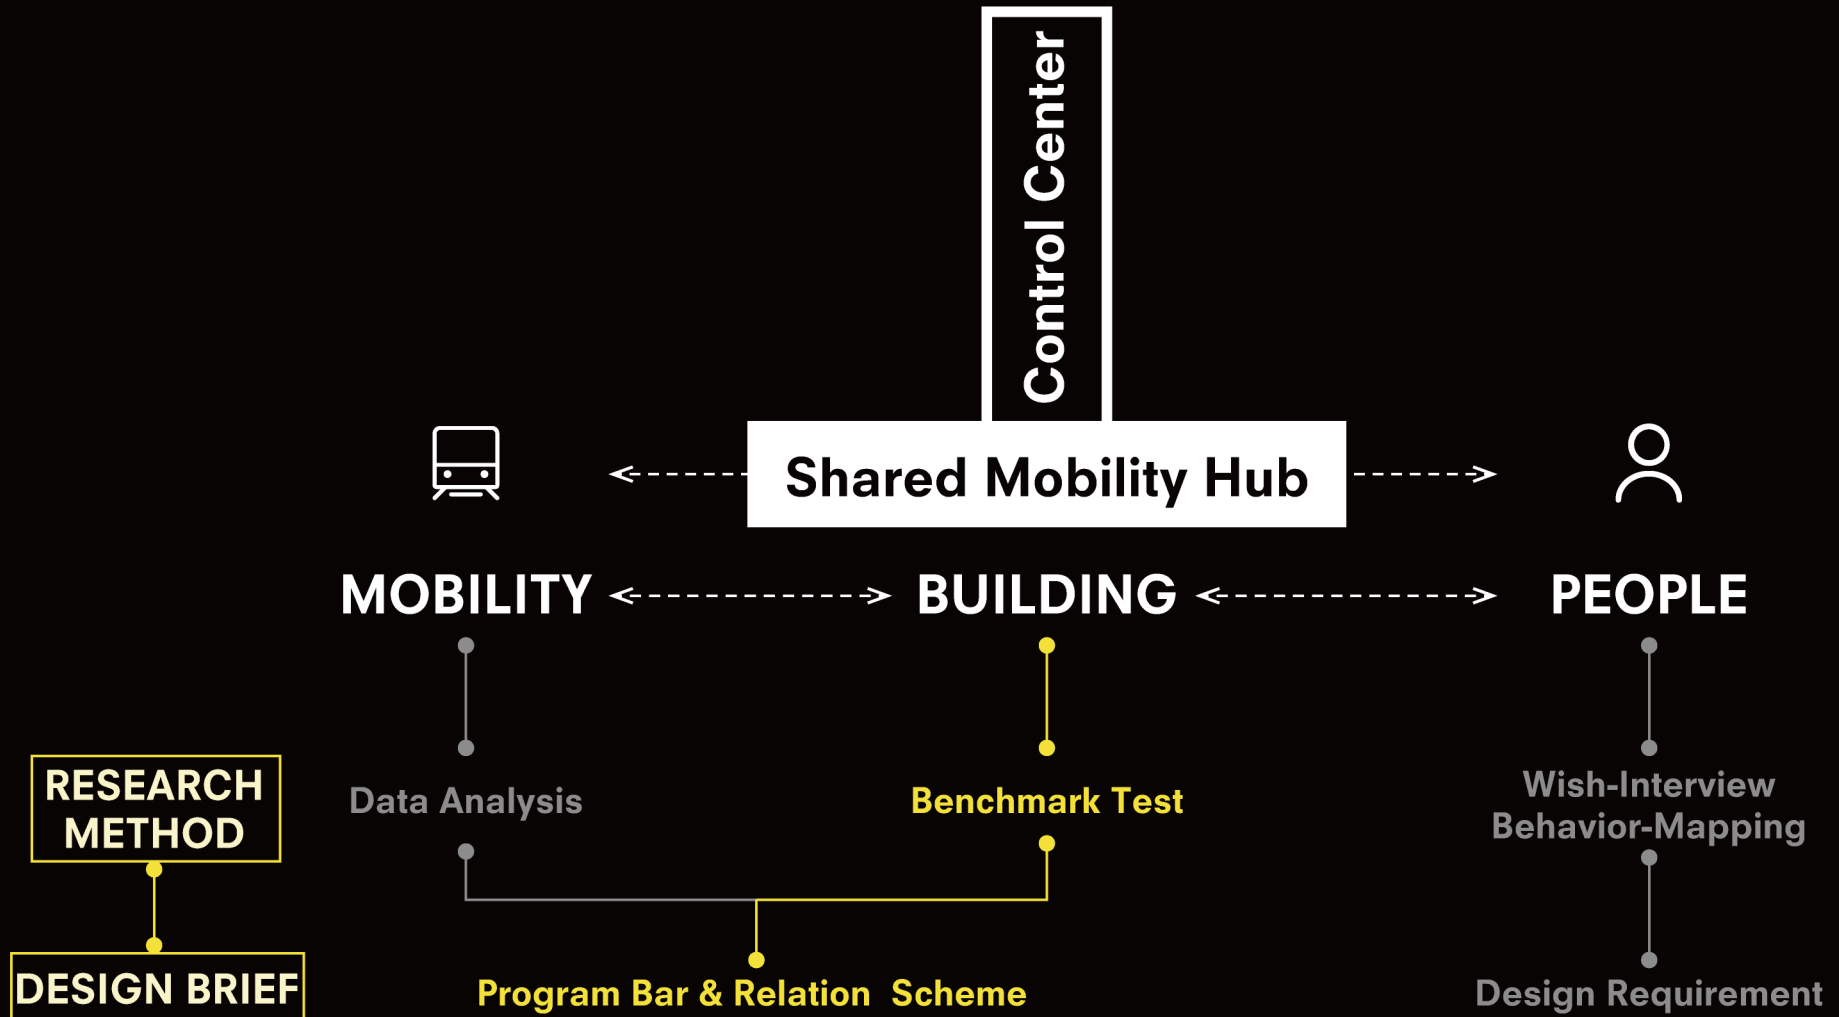 Control Center
Shared Mobility Hub
MOBILITY
BUILDING
PEOPLE
RESEARCH
METHOD
Data Analysis
Benchmark Test
Wish-Interview
Behavior-Mapping
DESIGN BRIEF
Program Bar & Relation Scheme
Design Requirement